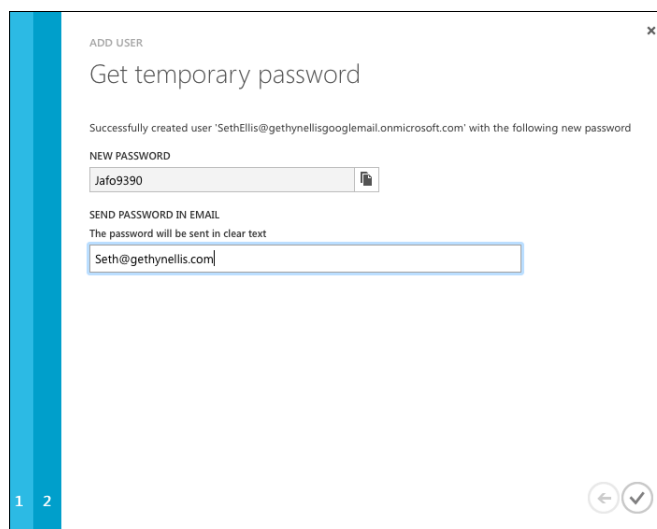 ADD USER
Get temporary password
Successfully created user 'SethEllis@gethynellisgooglemail.onmicrosoft.com' with the following new password
NEW PASSWORD
Jafo9390
SEND PASSWORD IN EMAIL
The password will be sent in clear text
Seth@gethynellis.com
1 2